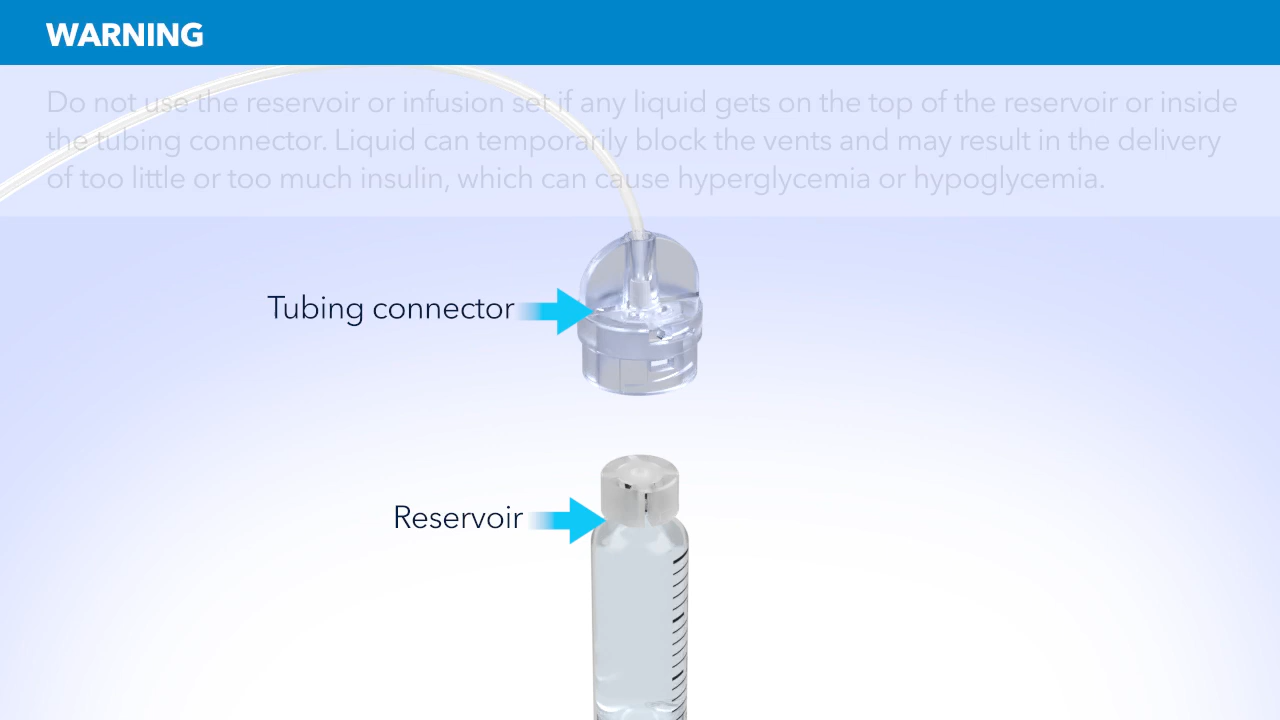 WARNING
Do not use the reservoir or infusion set if any liquid gets on the top of the reservoir or inside
the tubing connector. Liquid can temporarily block the vents and may result in the delivery
of too little or too much insulin, which can cause hyperglycemia or hypoglycemia.
Tubing connector
Reservoir